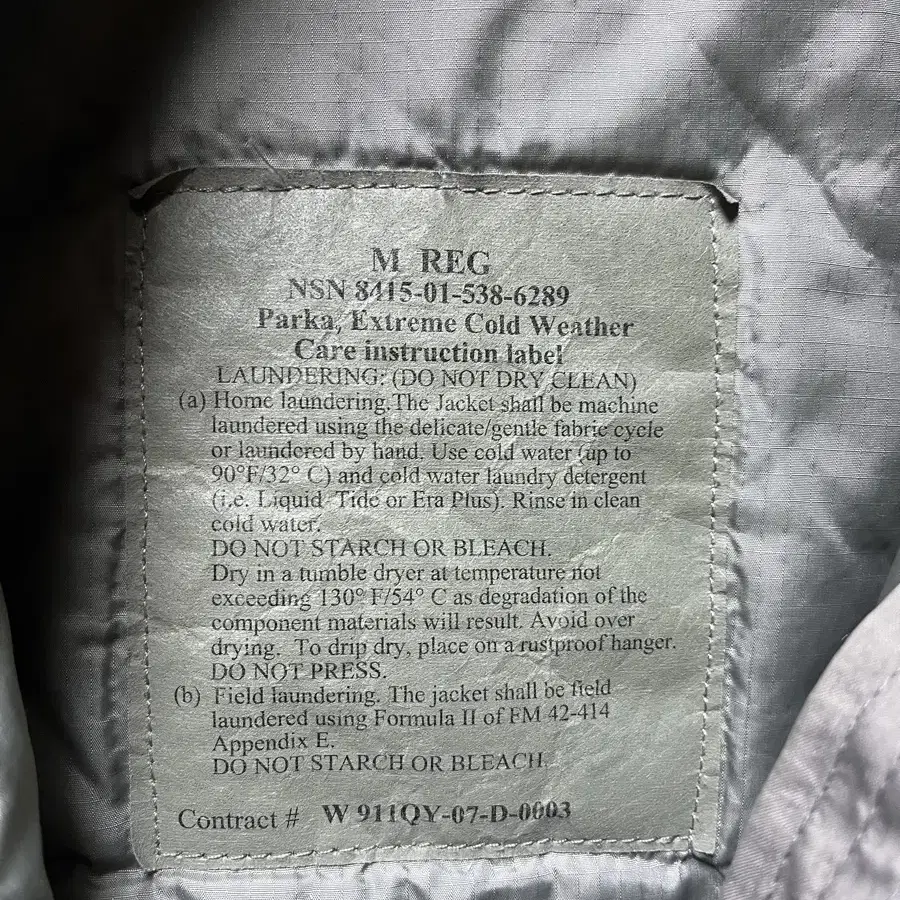 M REG
NSN 8415-01-538-6289
Parka, Extreme Cold Weather
Care instruction label
LAUNDERING: (DO NOT DRY CLEAN)
(a) Home laundering.The Jacket shall be machine
laundered using the delicate/gentle fabric cycle
or laundered by hand. Use cold water (up to
90°F/32° C) and cold water laundry detergent
(i.e. Liquid Tide or Era Plus). Rinse in clean
cold water.
DO NOT STARCH OR BLEACH.
Dry in a tumble dryer at temperature not
exceeding 130° F/54° C as degradation of the
component materials will result. Avoid over
drying. To drip dry, place on a rustproof hanger.
DO NOT PRESS.
(b) Field laundering. The jacket shall be field
laundered using Formula II of FM 42-414
Appendix E.
DO NOT STARCH OR BLEACH.
Contract # W 911QY-07-D-0003